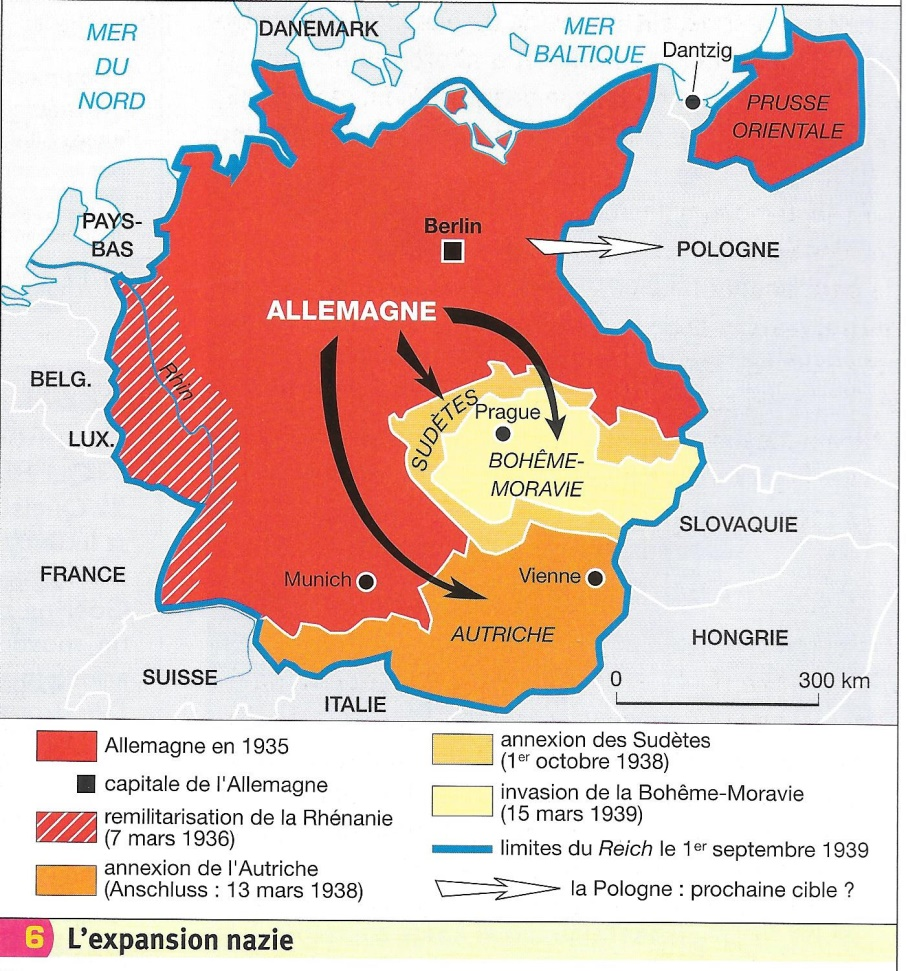 MER
DU
NORD
DANEMARK
MER
BALTIQUE
Dantzig
PRUSSE
ORIENTALE
PAYS-
BAS
Berlin
POLOGNE
ALLEMAGNE
BELG.
Rhin
LUX.
SUDÈTES
Prague
BOHÊME-
MORAVIE
SLOVAQUIE
FRANCE
Munich
Vienne
AUTRICHE
HONGRIE
SUISSE
ITALIE
0 300 km
Allemagne en 1935
capitale de l'Allemagne
remilitarisation de la Rhénanie
(7 mars 1936)
annexion de l'Autriche
(Anschluss : 13 mars 1938)
annexion des Sudètes
(1er octobre 1938)
invasion de la Bohême-Moravie
(15 mars 1939)
limites du Reich le 1er septembre 1939
la Pologne : prochaine cible ?
6 L'expansion nazie